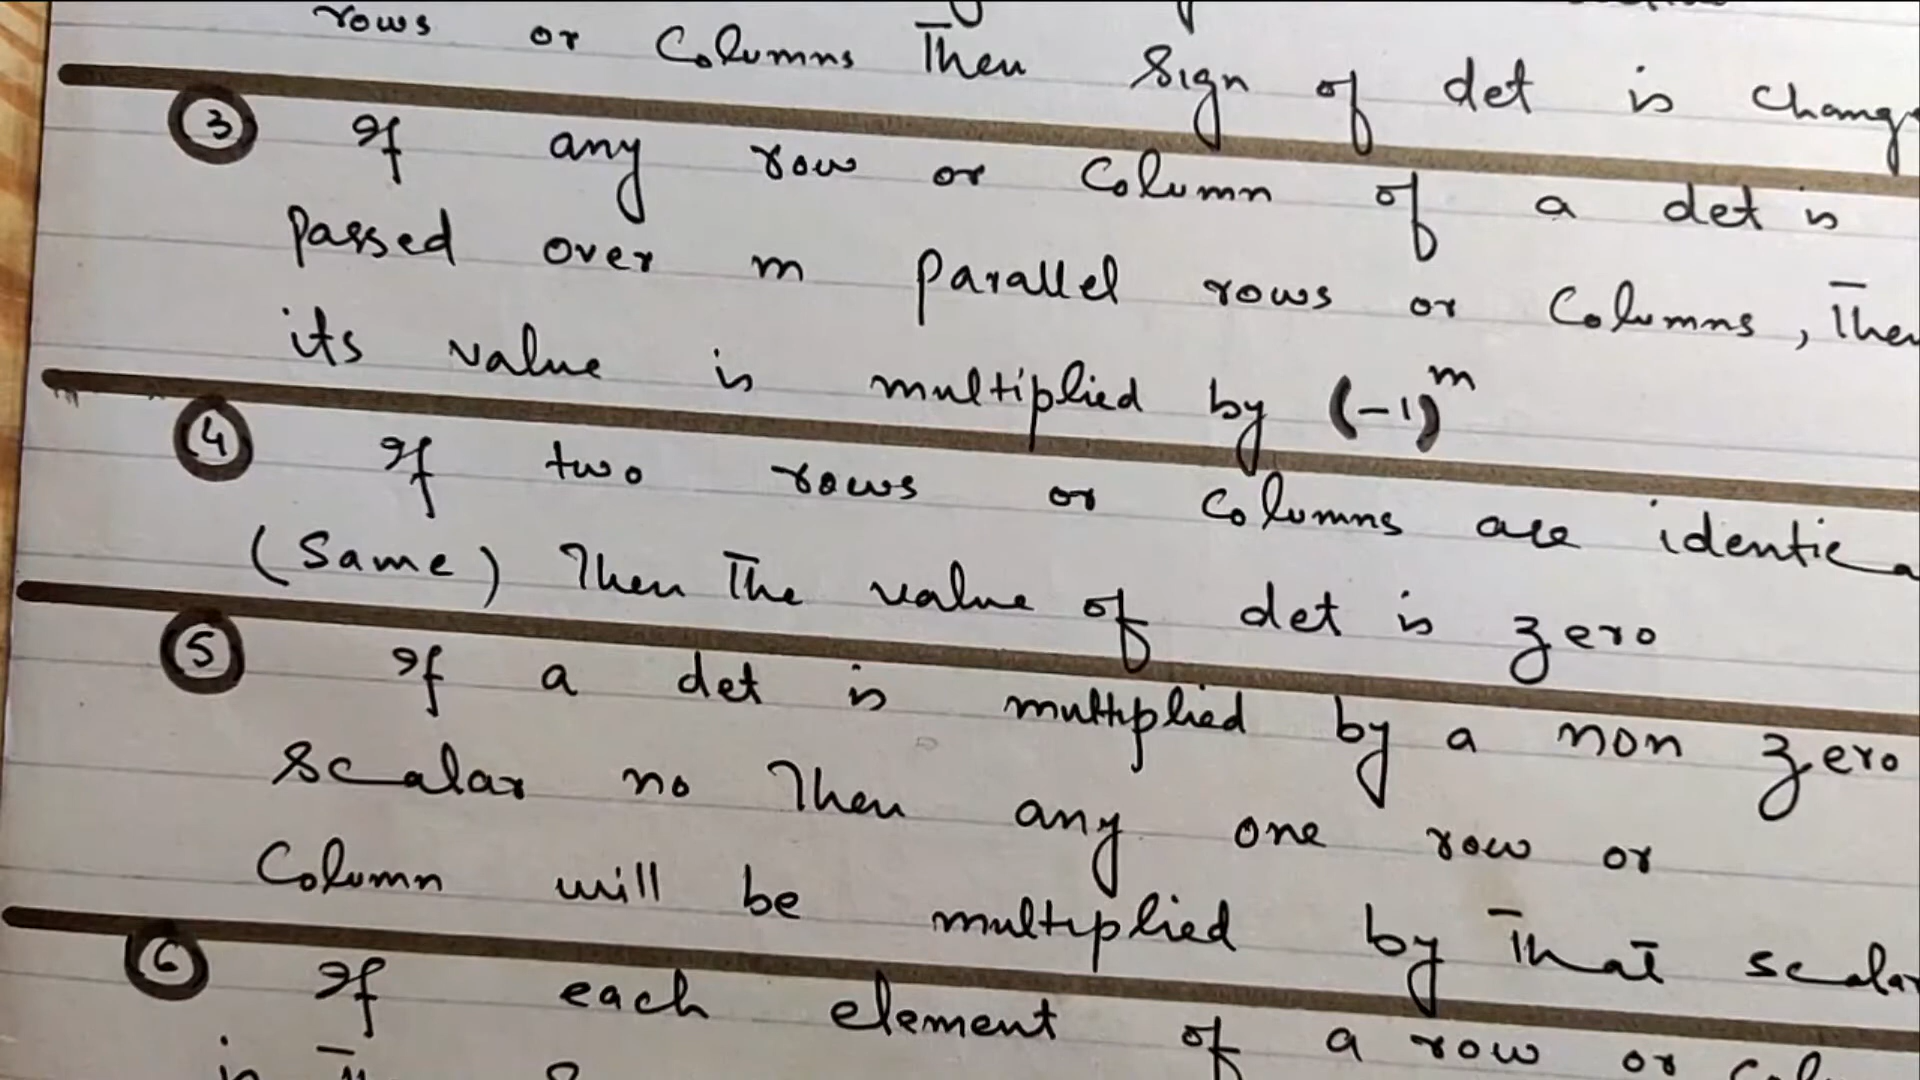 rows or Columns Then Sign of det is
③ If any row or Column of a det is
passed over m parallel rows or Columns,
its value is multiplied by (-1)^m
④ If two rows or Columns are
(Same) Then The value of det is zero
⑤ If a det is multiplied by a non zero
Scalar no Then any one row or
Column will be multiplied by That scalar
⑥ If each element of a row or